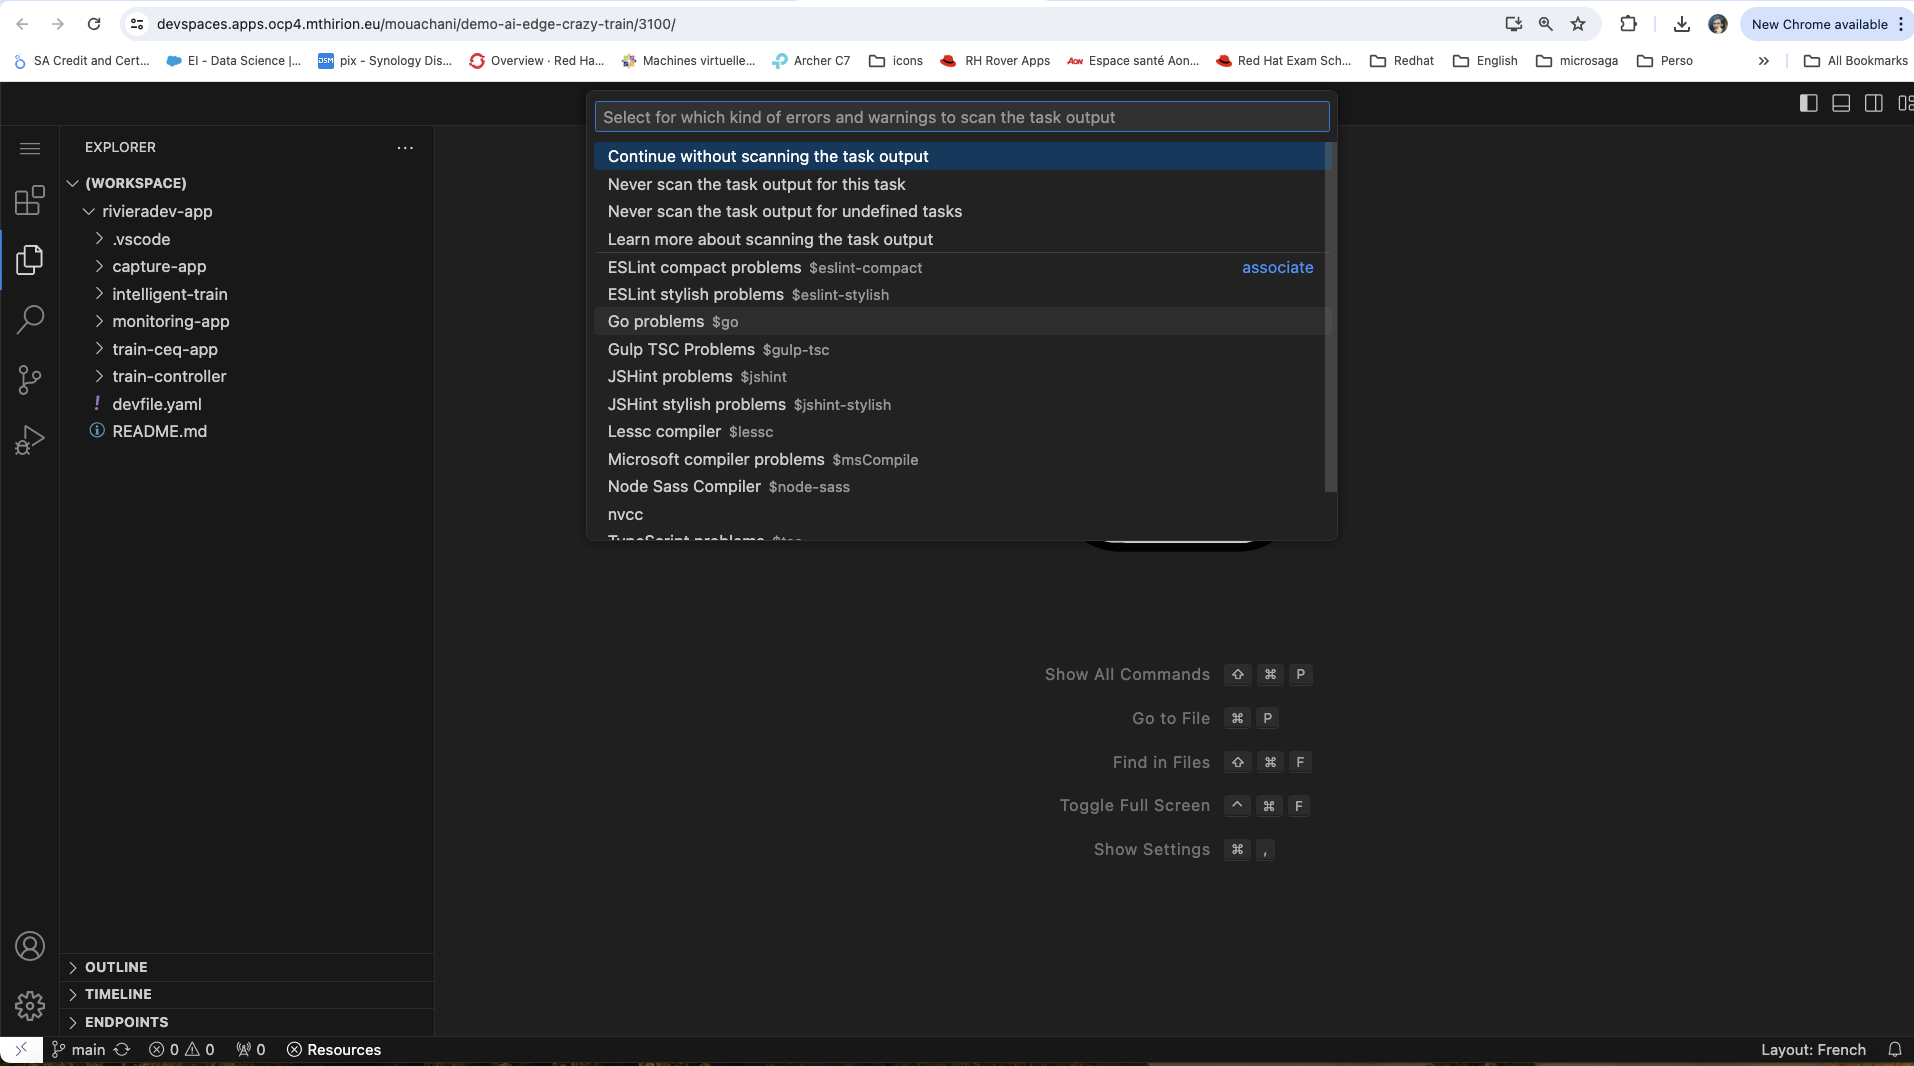 devspaces.apps.ocp4.mthirion.eu/mouachani/demo-ai-edge-crazy-train/3100/
New Chrome available
SA Credit and Cert...
EI - Data Science |...
DSM
pix - Synology Dis...
Overview · Red Ha...
Machines virtuelle...
Archer C7
icons
RH Rover Apps
AON
Espace santé Aon...
Red Hat Exam Sch...
Redhat
English
microsaga
Perso
»
All Bookmarks
Select for which kind of errors and warnings to scan the task output
Continue without scanning the task output
Never scan the task output for this task
Never scan the task output for undefined tasks
Learn more about scanning the task output
ESLint compact problems $eslint-compact associate
ESLint stylish problems $eslint-stylish
Go problems $go
Gulp TSC Problems $gulp-tsc
JSHint problems $jshint
JSHint stylish problems $jshint-stylish
Lessc compiler $lessc
Microsoft compiler problems $msCompile
Node Sass Compiler $node-sass
nvcc
TypeScript problems $tsc
EXPLORER
(WORKSPACE)
rivieradev-app
.vscode
capture-app
intelligent-train
monitoring-app
train-ceq-app
train-controller
! devfile.yaml
README.md
Show All Commands ⇧ ⌘ P
Go to File ⌘ P
Find in Files ⇧ ⌘ F
Toggle Full Screen ^ ⌘ F
Show Settings ⌘ ,
OUTLINE
TIMELINE
ENDPOINTS
main 0 0 0 Resources
Layout: French